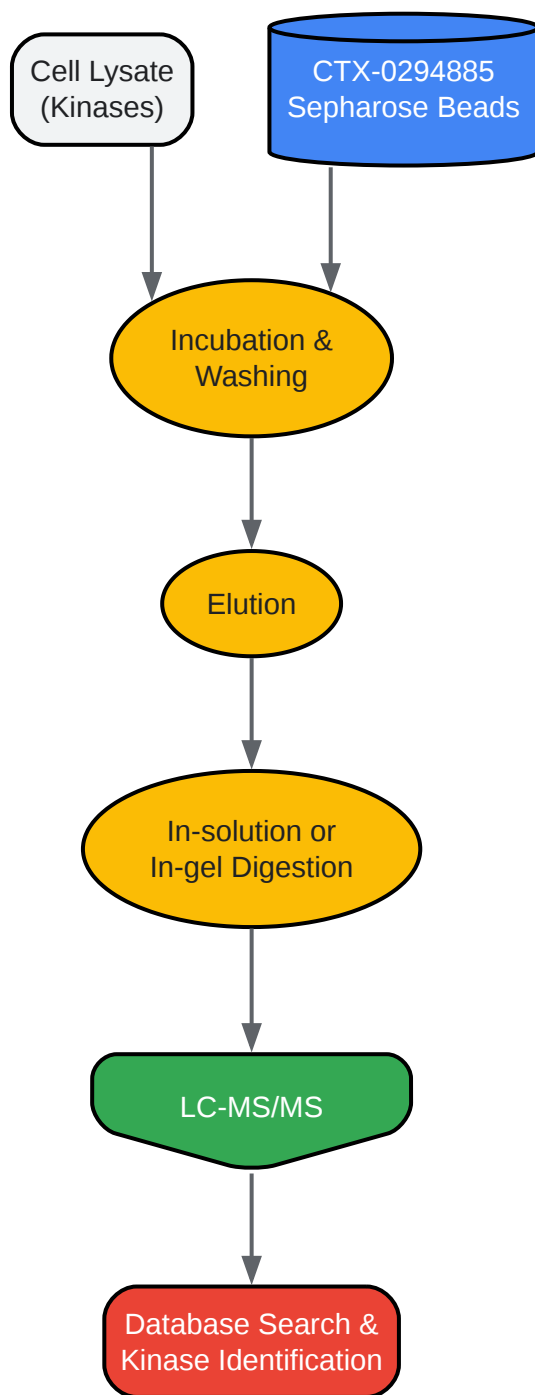 Cell Lysate
(Kinases)
CTX-0294885
Sepharose Beads
Incubation &
Washing
Elution
In-solution or
In-gel Digestion
LC-MS/MS
Database Search &
Kinase Identification